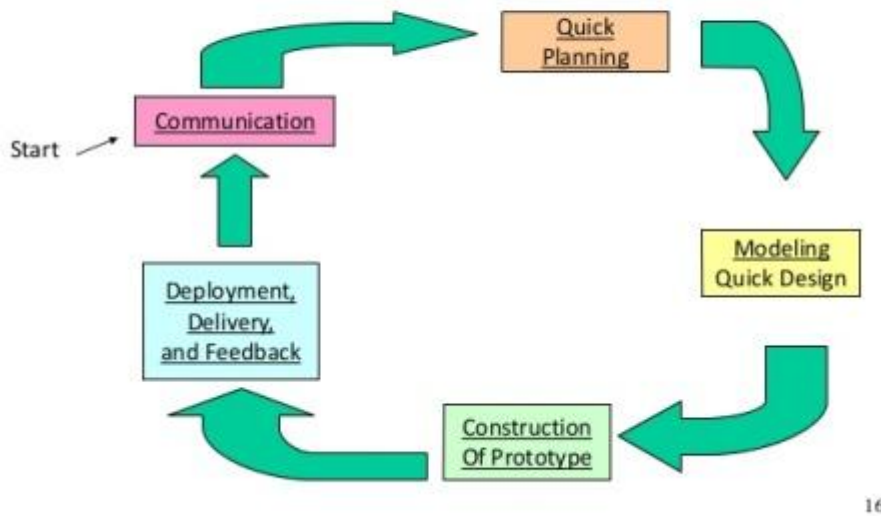 Quick
Planning
Communication
Start
Modeling
Quick Design
Deployment,
Delivery,
and Feedback
Construction
Of Prototype
16